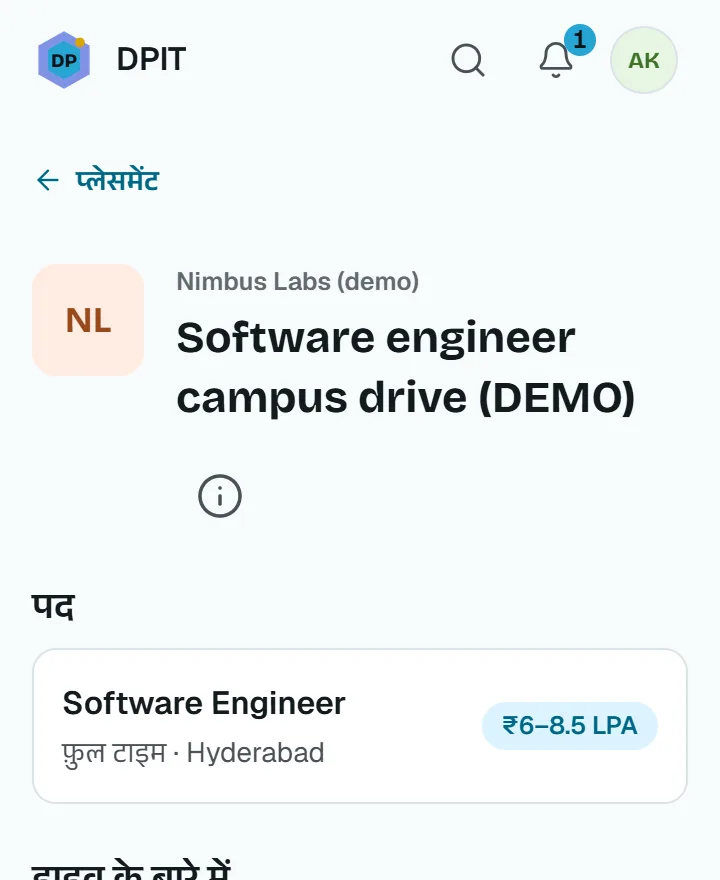 DP DPIT 1 AK
← प्लेसमेंट
NL
Nimbus Labs (demo)
Software engineer
campus drive (DEMO)
पद
Software Engineer
₹6–8.5 LPA
फ़ुल टाइम · Hyderabad
ड्राइव के बारे में